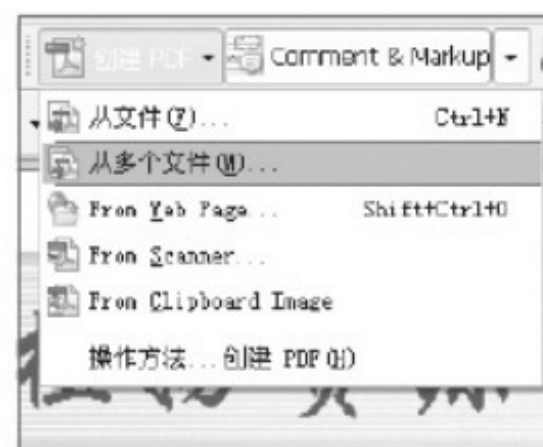 创建 PDF Comment & Markup
从文件(F)... Ctrl+N
从多个文件(M)...
From Web Page... Shift+Ctrl+O
From Scanner...
From Clipboard Image
操作方法...创建 PDF(H)